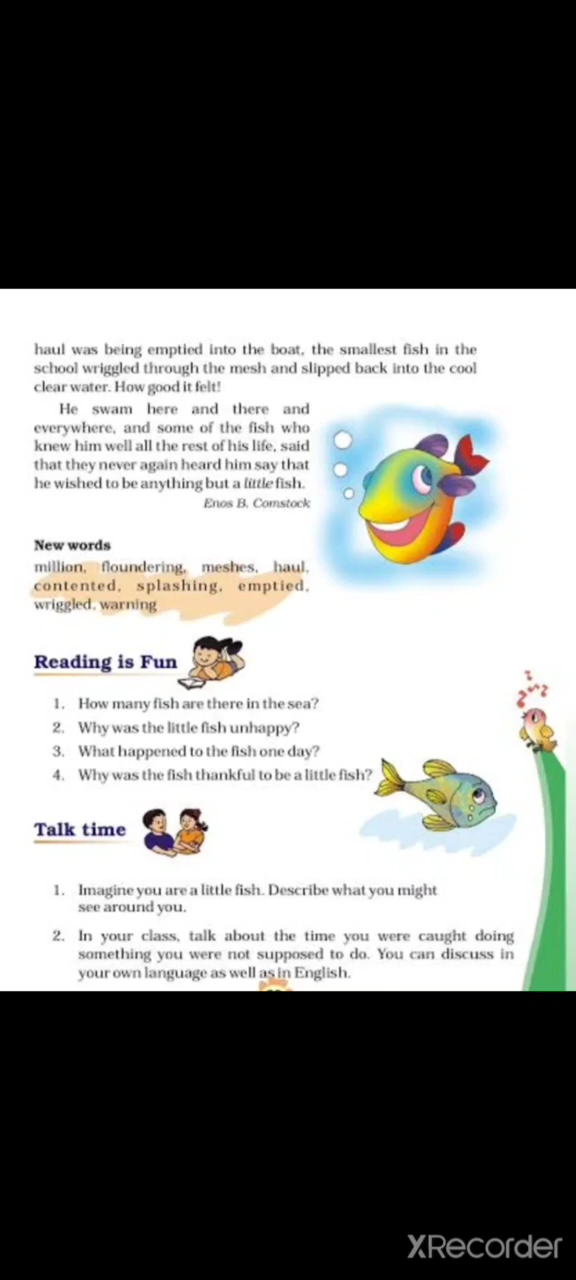 haul was being emptied into the boat, the smallest fish in the
school wriggled through the mesh and slipped back into the cool
clear water. How good it felt!
He swam here and there and
everywhere, and some of the fish who
knew him well all the rest of his life, said
that they never again heard him say that
he wished to be anything but a little fish.
Enos B. Comstock
New words
million, floundering, meshes, haul,
contented, splashing, emptied,
wriggled, warning
Reading is Fun
1. How many fish are there in the sea?
2. Why was the little fish unhappy?
3. What happened to the fish one day?
4. Why was the fish thankful to be a little fish?
Talk time
1. Imagine you are a little fish. Describe what you might
see around you.
2. In your class, talk about the time you were caught doing
something you were not supposed to do. You can discuss in
your own language as well as in English.
XRecorder